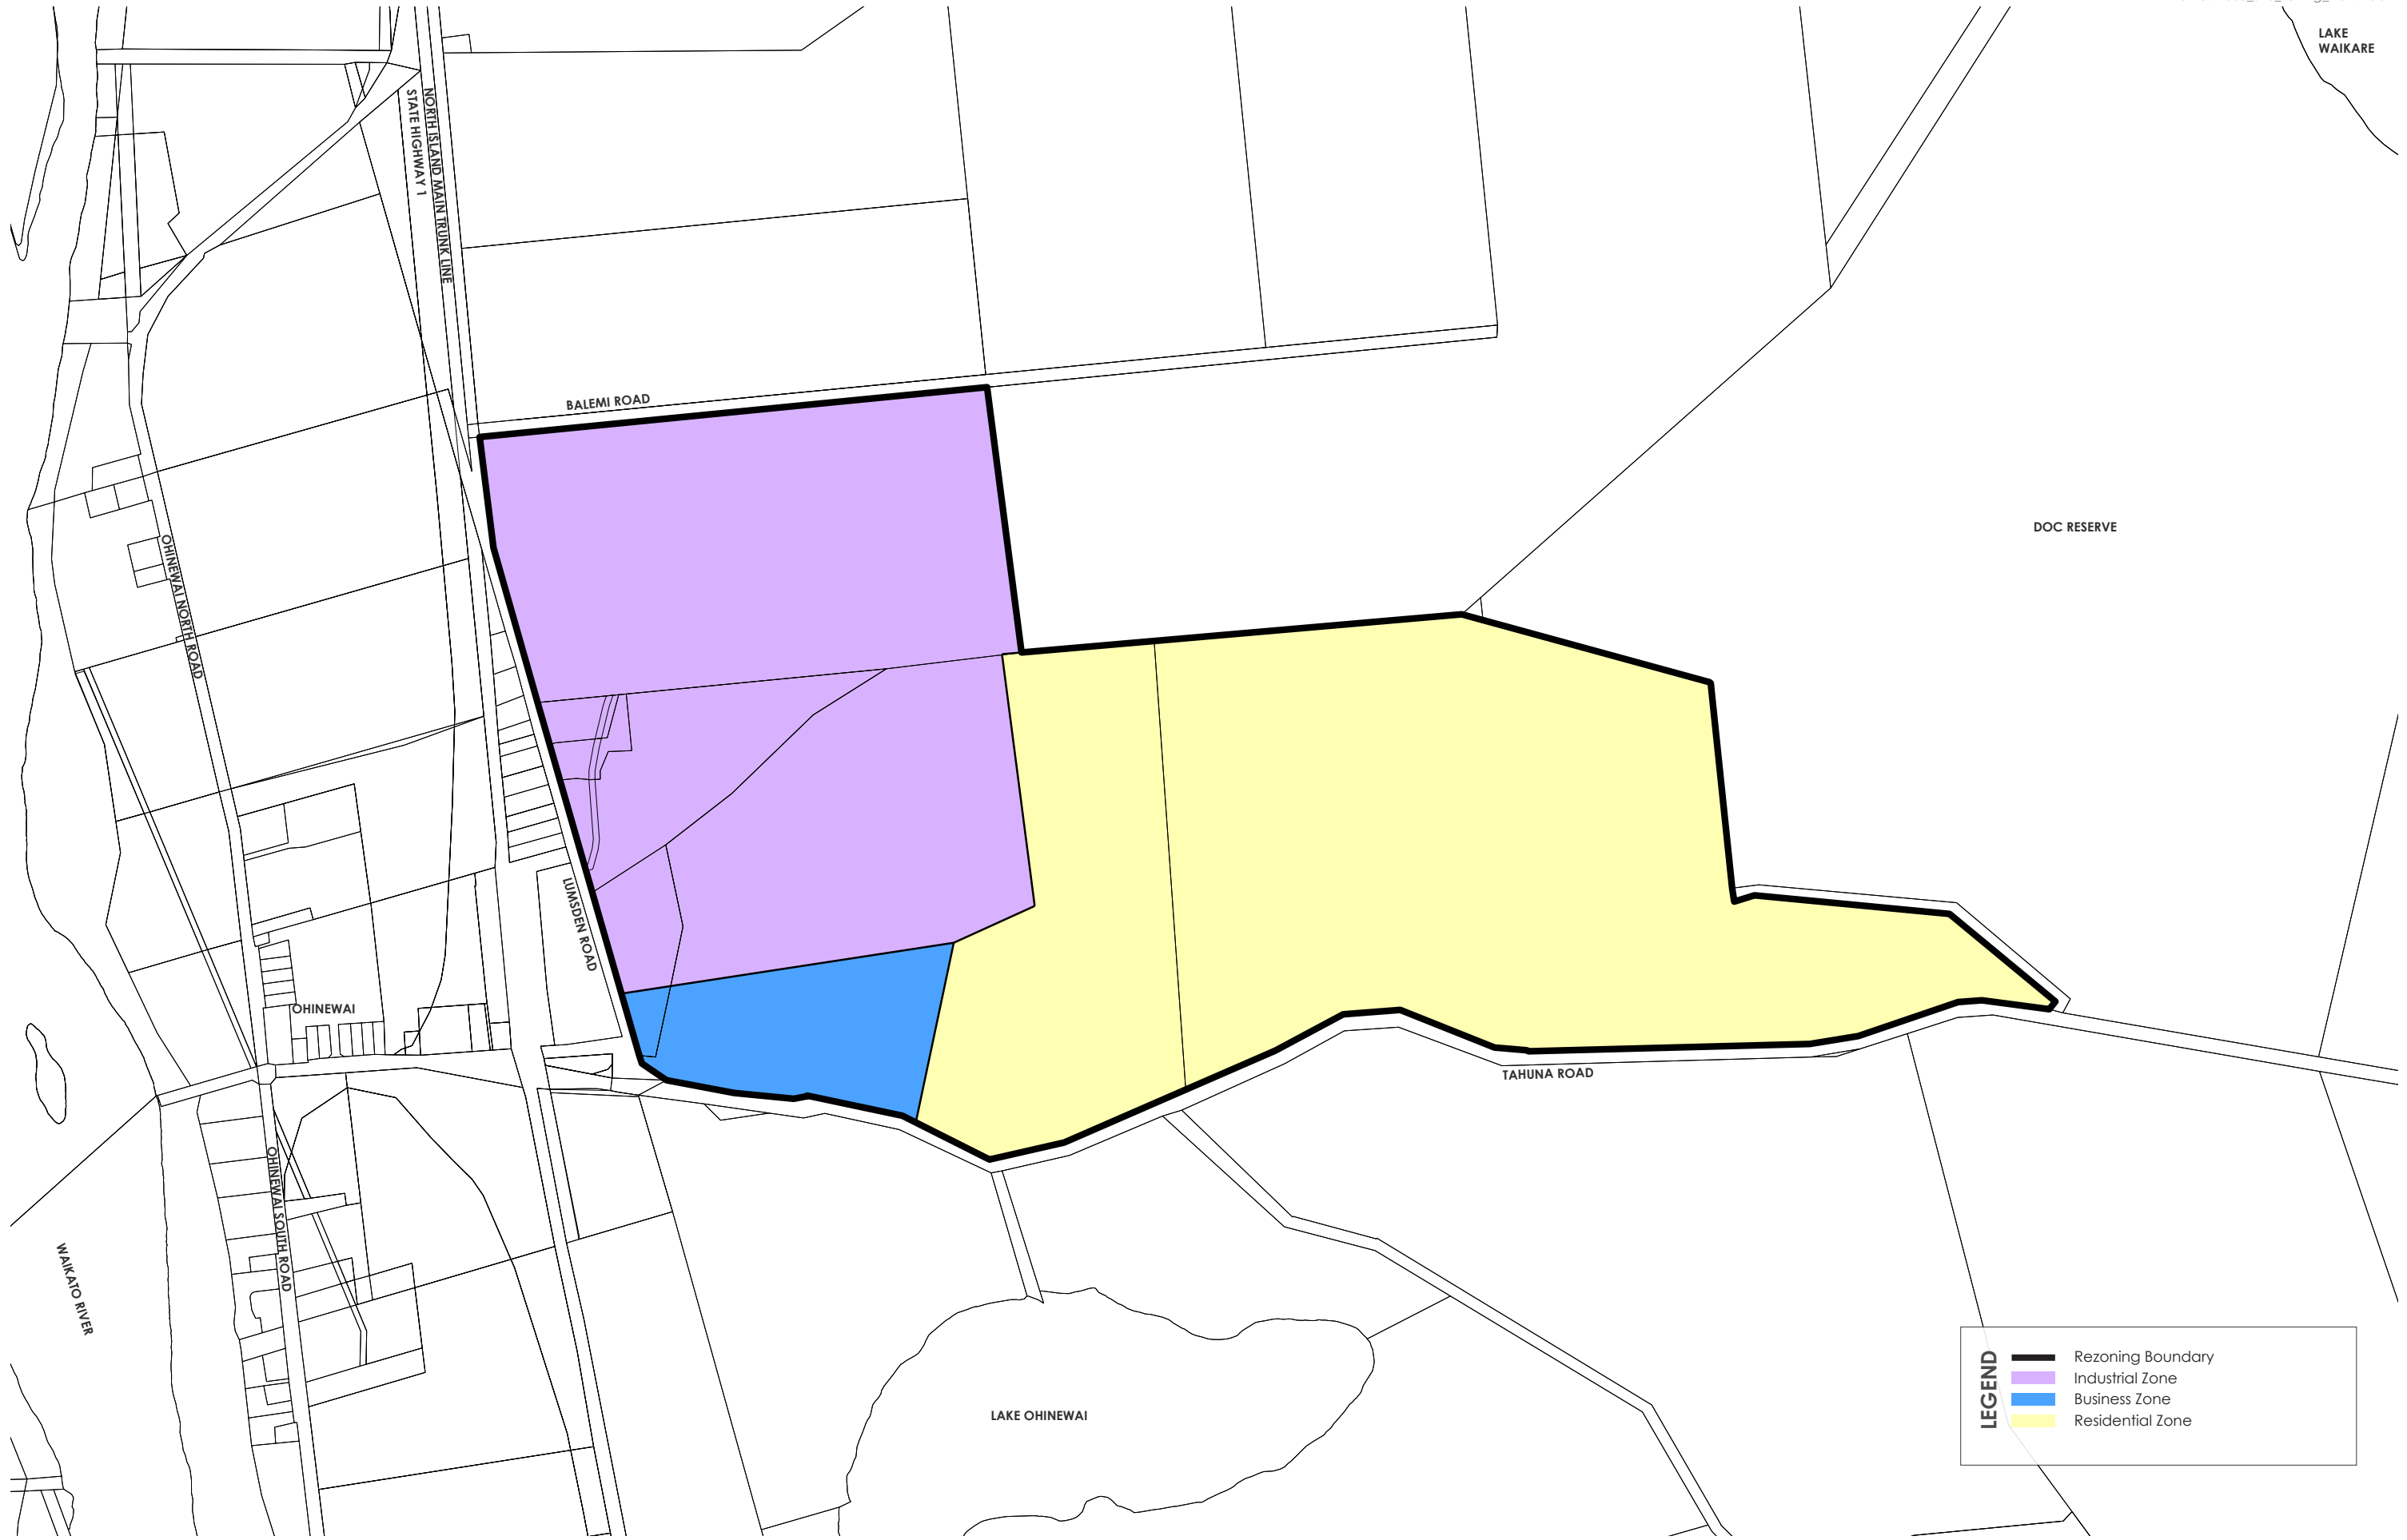 LAKE
WAIKARE
NORTH ISLAND MAIN TRUNK LINE
STATE HIGHWAY 1
BALEMI ROAD
DOC RESERVE
OHINEWAI NORTH ROAD
LUMSDEN ROAD
OHINEWAI
TAHUNA ROAD
OHINEWAI SOUTH ROAD
WAIKATO RIVER
LAKE OHINEWAI
LEGEND
Rezoning Boundary
Industrial Zone
Business Zone
Residential Zone